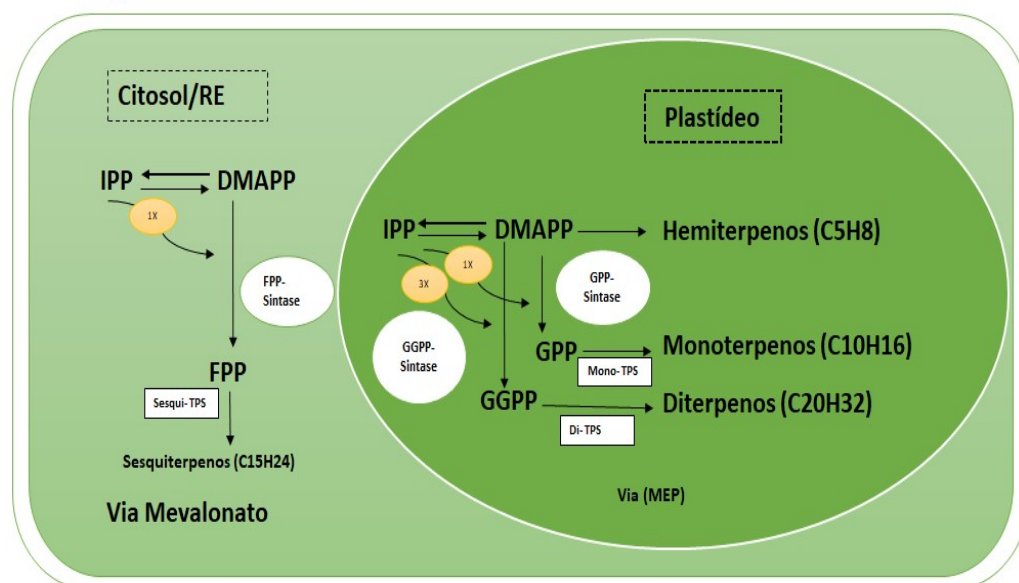 Citosol/RE
IPP
DMAPP
1X
FPP-
Sintase
FPP
Sesqui-TPS
Sesquiterpenos (C15H24)
Via Mevalonato
Plastídeo
IPP
DMAPP
Hemiterpenos (C5H8)
1X
3X
GPP-
Sintase
GGPP-
Sintase
GPP
Monoterpenos (C10H16)
Mono-TPS
GGPP
Diterpenos (C20H32)
Di-TPS
Via (MEP)